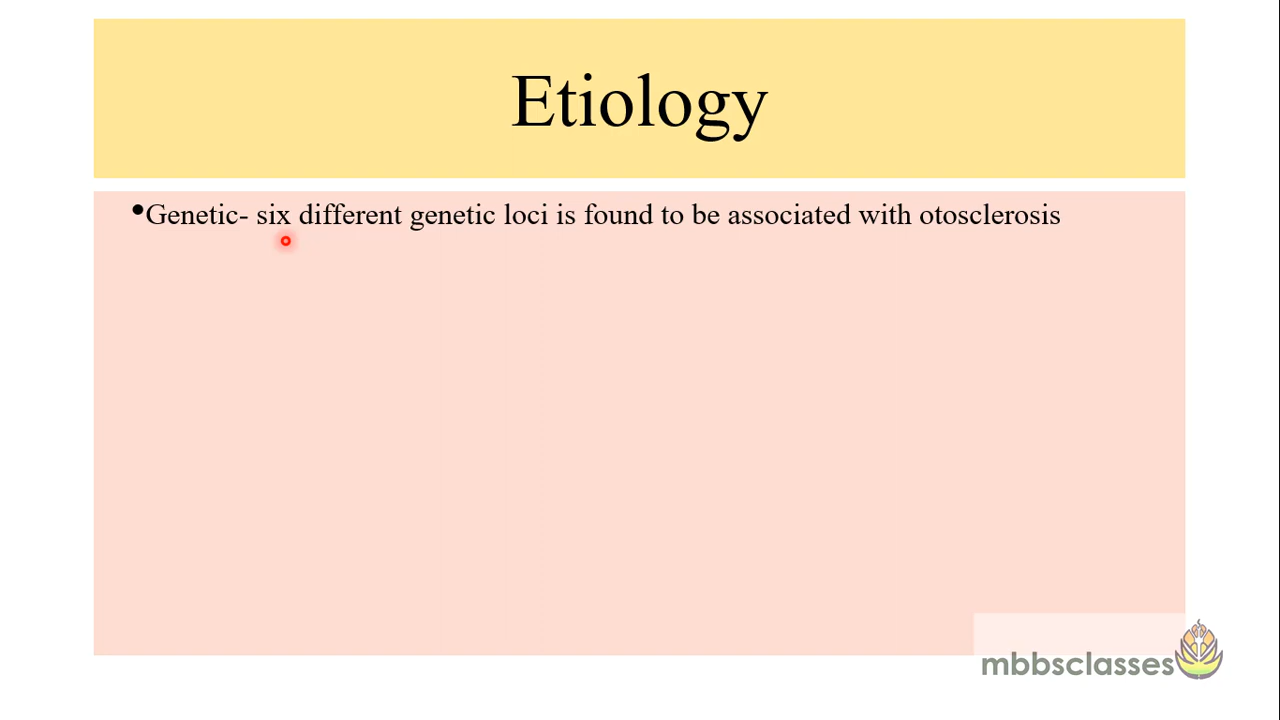 Etiology
•Genetic- six different genetic loci is found to be associated with otosclerosis
mbbsclasses